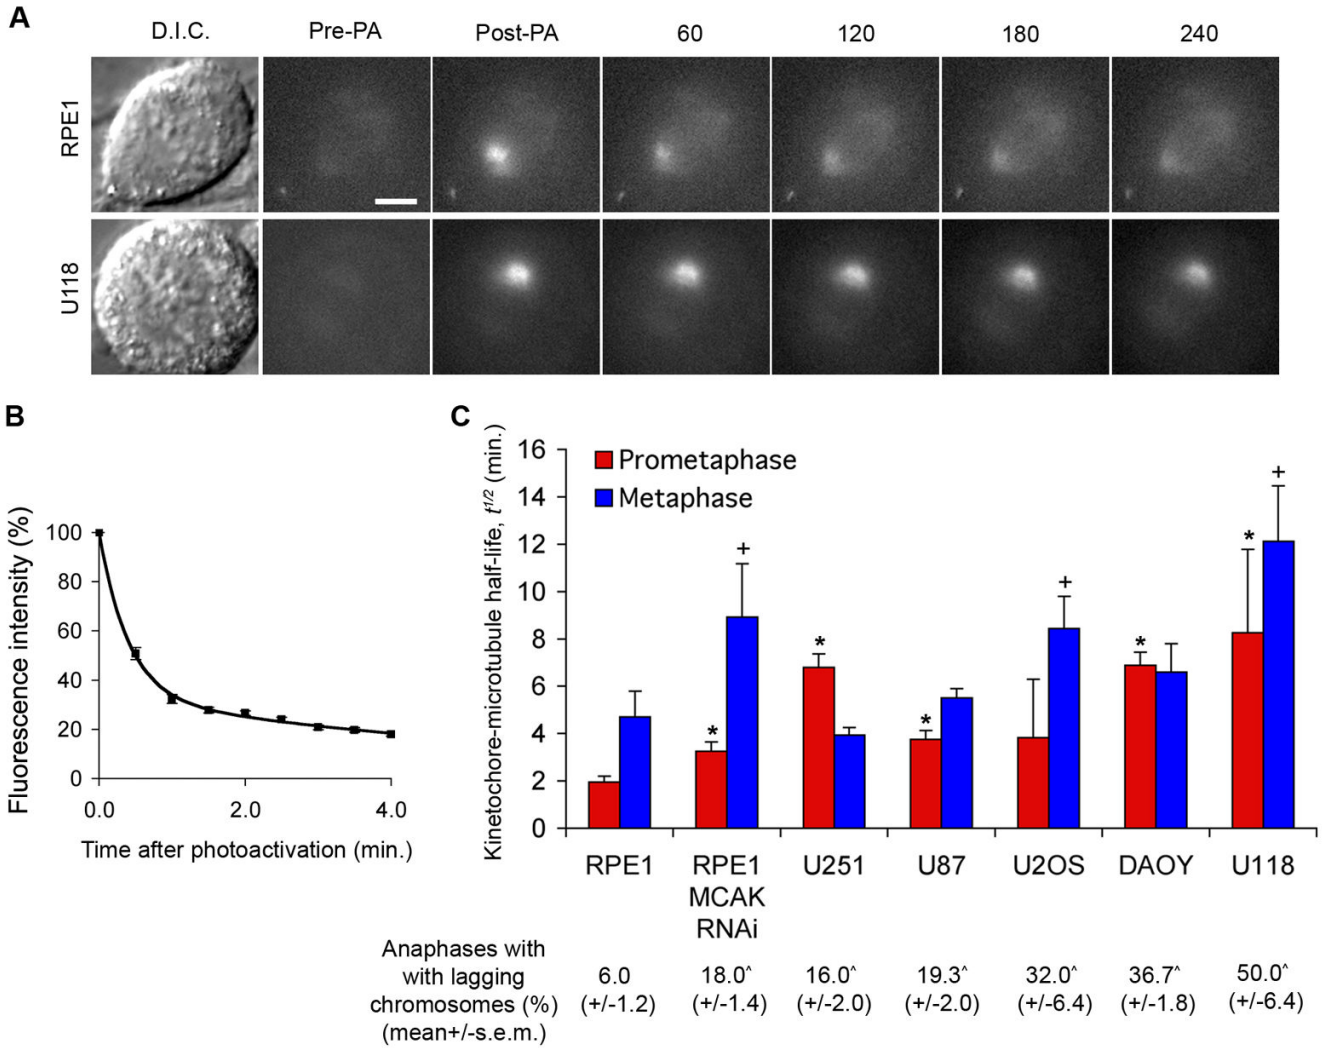 A
D.I.C. Pre-PA Post-PA 60 120 180 240
RPE1
U118
B
Fluorescence intensity (%)
100
80
60
40
20
0
0.0 2.0 4.0
Time after photoactivation (min.)
C
Kinetochore-microtubule half-life, t1/2 (min.)
16
14
12
10
8
6
4
2
0
Prometaphase
Metaphase
+
*
*
+
*
*
+
*
+
RPE1 RPE1 U251 U87 U2OS DAOY U118
MCAK
RNAi
Anaphases with
with lagging
chromosomes (%)
(mean+/-s.e.m.)
6.0 18.0^ 16.0^ 19.3^ 32.0^ 36.7^ 50.0^
(+/-1.2) (+/-1.4) (+/-2.0) (+/-2.0) (+/-6.4) (+/-1.8) (+/-6.4)